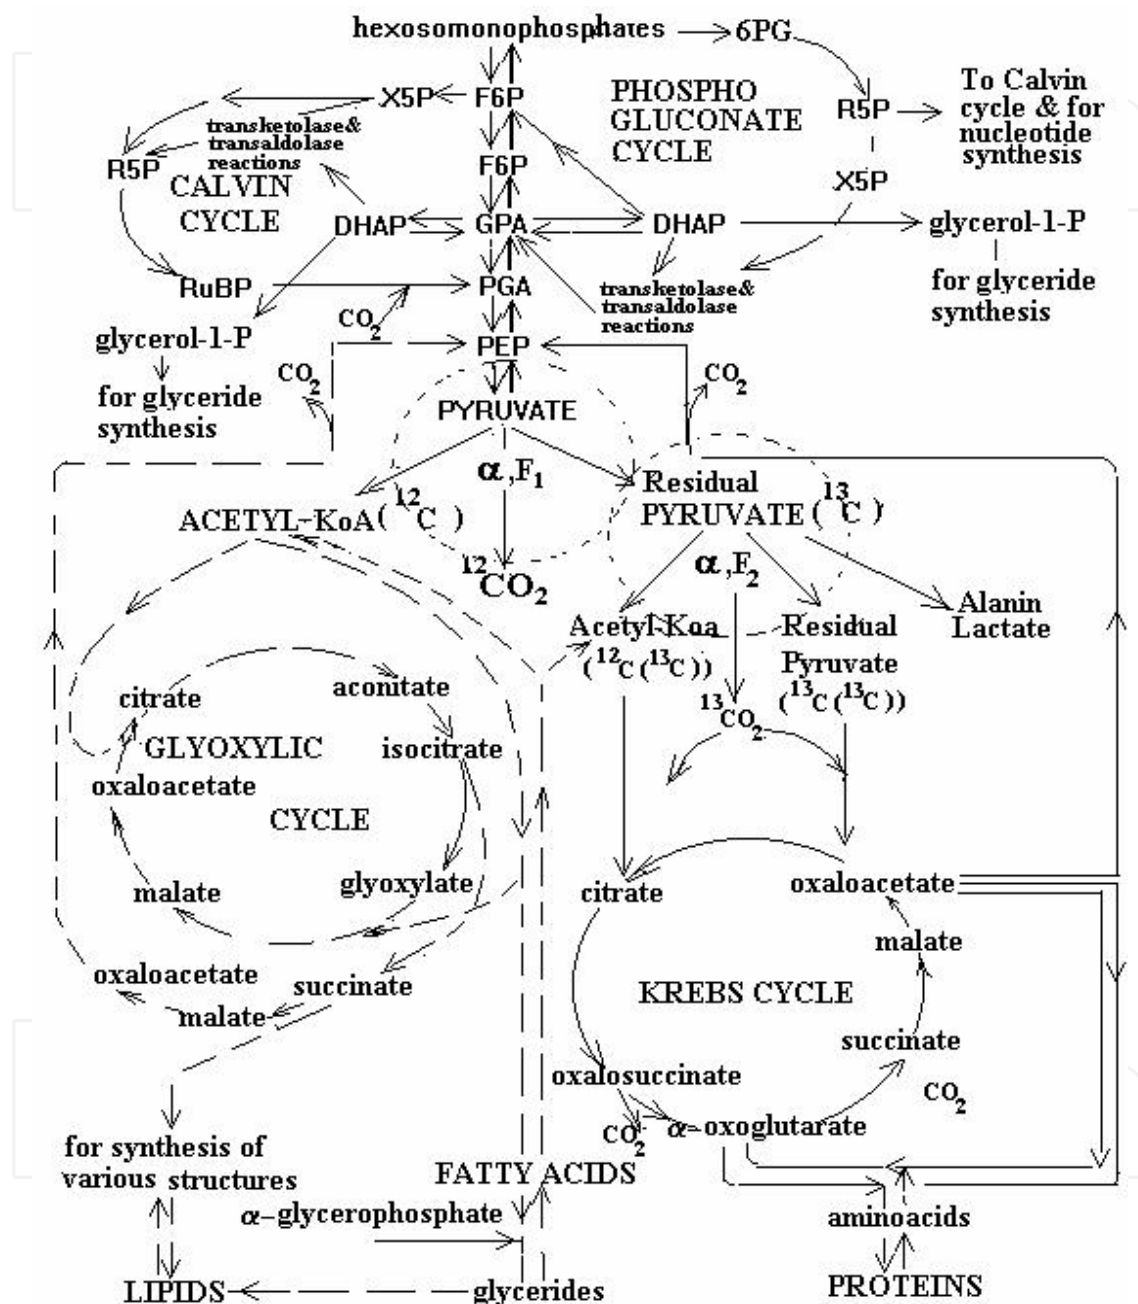 hexosomonophosphates
6PG
X5P
F6P
PHOSPHO
GLUCONATE
CYCLE
R5P
To Calvin
cycle & for
nucleotide
synthesis
transketolase&
transaldolase
reactions
R5P
CALVIN
CYCLE
F6P
X5P
DHAP
GPA
DHAP
glycerol-1-P
RuBP
PGA
transketolase&
transaldolase
reactions
for glyceride
synthesis
glycerol-1-P
CO2
PEP
CO2
CO2
for glyceride
synthesis
PYRUVATE
α,F1
Residual
PYRUVATE (13C)
ACETYL-KoA (12C)
12CO2
α,F2
Alanin
Lactate
Acetyl-Koa
(12C(13C))
Residual
Pyruvate
(13C(13C))
13CO2
citrate
aconitate
GLYOXYLIC
isocitrate
oxaloacetate
CYCLE
glyoxylate
malate
citrate
oxaloacetate
malate
oxaloacetate
succinate
malate
KREBS CYCLE
succinate
oxalosuccinate
CO2
CO2
α-oxoglutarate
for synthesis of
various structures
FATTY ACIDS
α-glycerophosphate
aminoacids
LIPIDS
glycerides
PROTEINS